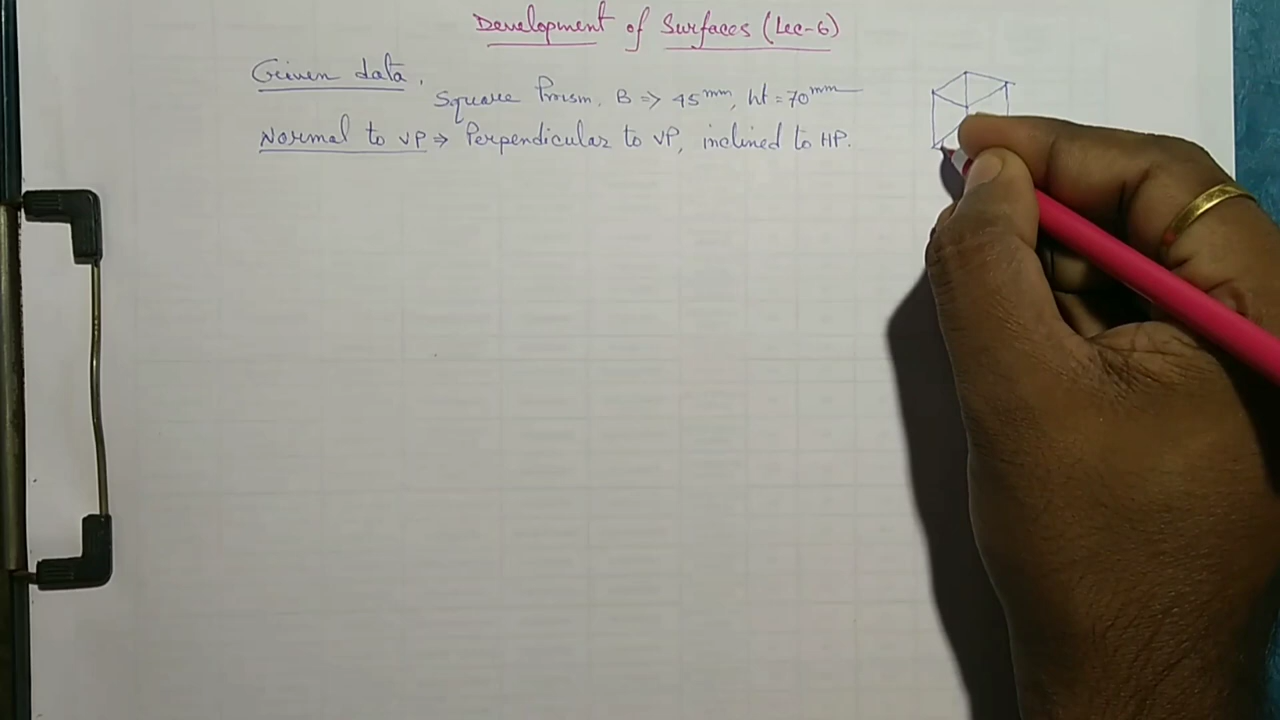 Development of Surfaces (Lec-6)
Given data,
Square Prism, B => 45mm, ht = 70mm
Normal to VP => Perpendicular to VP, inclined to HP.